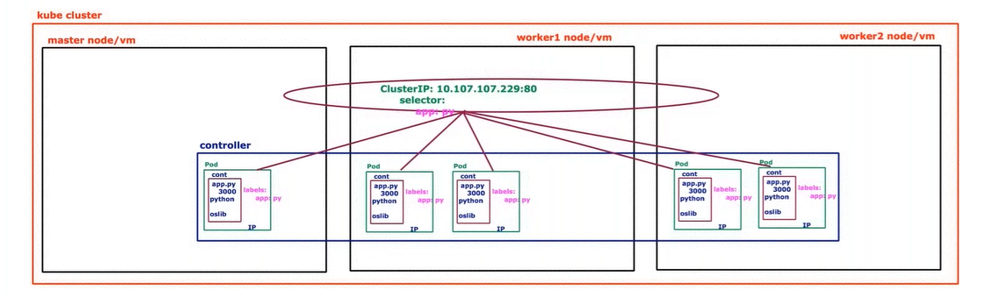 kube cluster
master node/vm
worker1 node/vm
worker2 node/vm
ClusterIP: 10.107.107.229:80
selector:
app: py
controller
Pod
cont
app.py
3000
python
oslib
labels:
app: py
IP
Pod
cont
app.py
3000
python
oslib
labels:
app: py
IP
Pod
cont
app.py
3000
python
oslib
labels:
app: py
IP
Pod
cont
app.py
3000
python
oslib
labels:
app: py
IP
Pod
cont
app.py
3000
python
oslib
labels:
app: py
IP